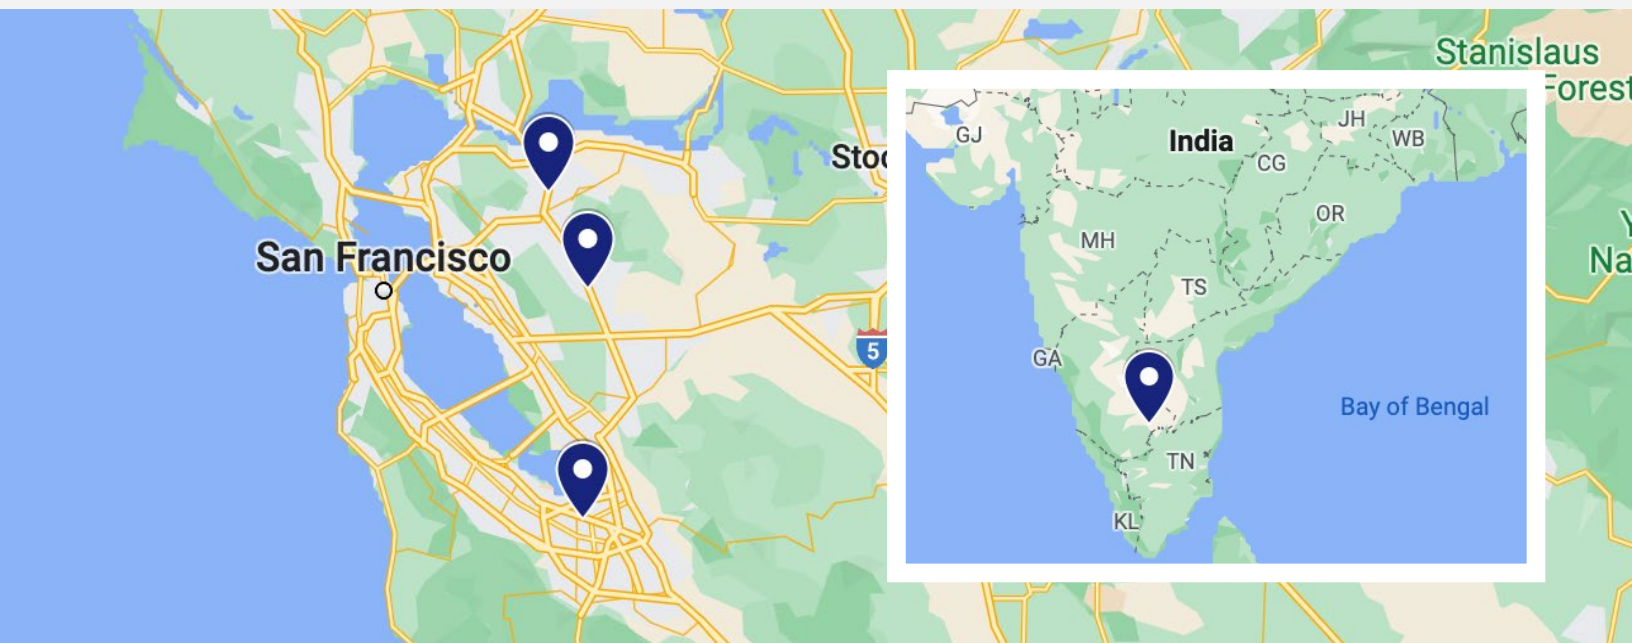 San Francisco
Stoc
5
Stanislaus
Forest
Y
Na
India
GJ
JH
WB
CG
OR
MH
TS
GA
Bay of Bengal
TN
KL